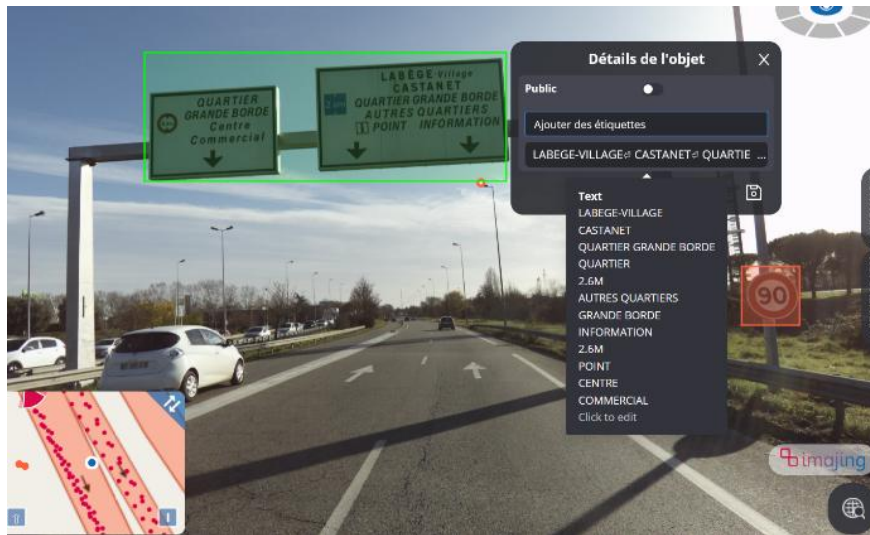 QUARTIER
GRANDE BORDE
Centre
Commercial
LABÈGE-Village
CASTANET
QUARTIER GRANDE BORDE
AUTRES QUARTIERS
i POINT INFORMATION
Détails de l'objet
Public
Ajouter des étiquettes
LABEGE-VILLAGE⏎ CASTANET⏎ QUARTIE ...
Text
LABEGE-VILLAGE
CASTANET
QUARTIER GRANDE BORDE
QUARTIER
2.6M
AUTRES QUARTIERS
GRANDE BORDE
INFORMATION
2.6M
POINT
CENTRE
COMMERCIAL
Click to edit
90
imajing